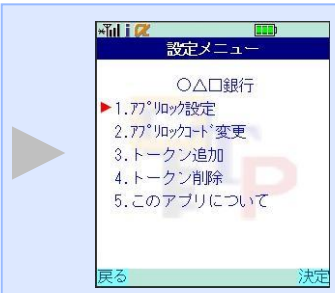 設定メニュー
○△□銀行
1.ｱﾌﾟﾘﾛｯｸ設定
2.ｱﾌﾟﾘﾛｯｸｺｰﾄﾞ変更
3.トークン追加
4.トークン削除
5.このアプリについて
戻る 決定